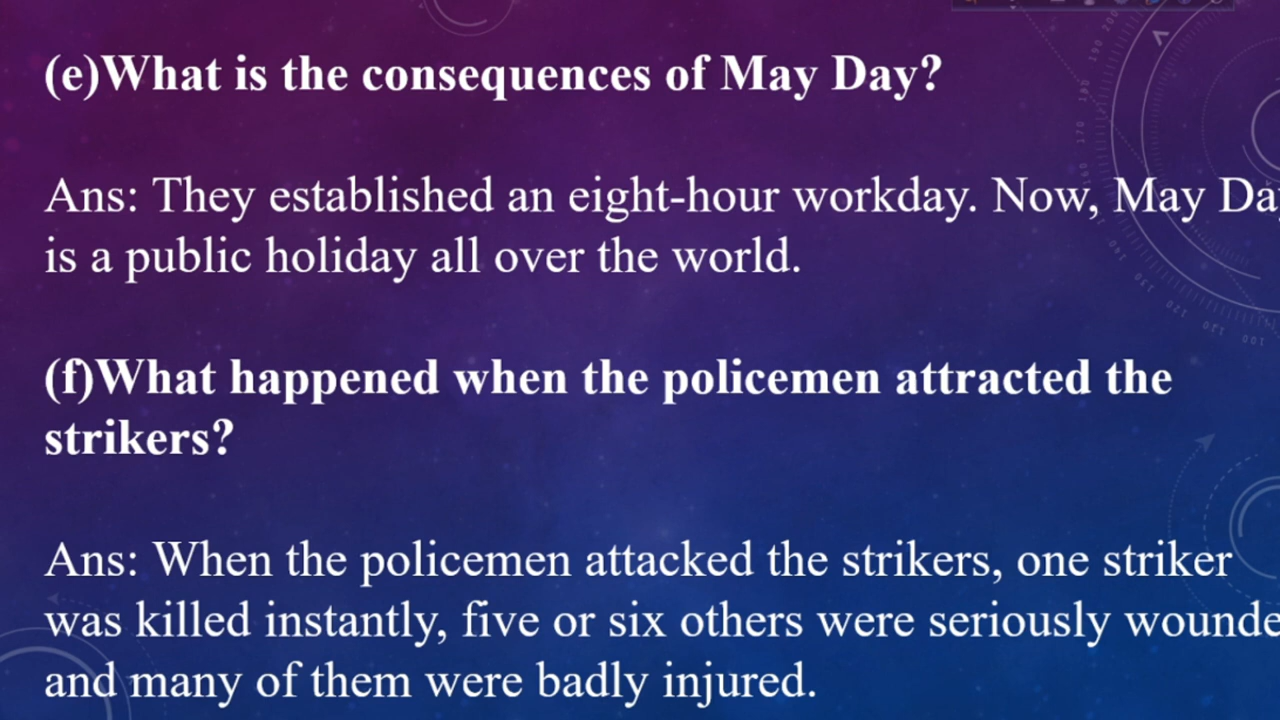 (e)What is the consequences of May Day?
Ans: They established an eight-hour workday. Now, May Da
is a public holiday all over the world.
(f)What happened when the policemen attracted the
strikers?
Ans: When the policemen attacked the strikers, one striker
was killed instantly, five or six others were seriously wounde
and many of them were badly injured.